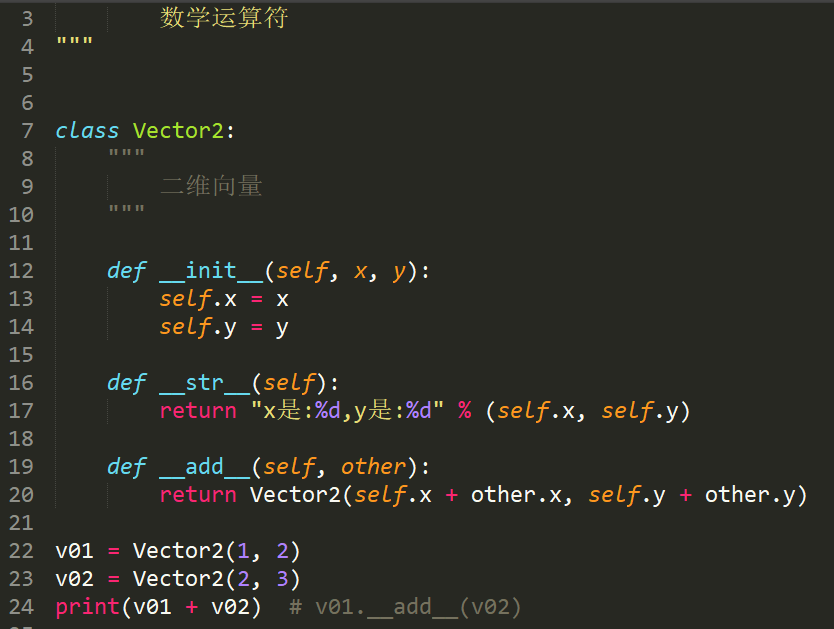 3            数学运算符
4    """
5
6
7    class Vector2:
8        """
9            二维向量
10       """
11
12       def __init__(self, x, y):
13           self.x = x
14           self.y = y
15
16       def __str__(self):
17           return "x是:%d,y是:%d" % (self.x, self.y)
18
19       def __add__(self, other):
20           return Vector2(self.x + other.x, self.y + other.y)
21
22   v01 = Vector2(1, 2)
23   v02 = Vector2(2, 3)
24   print(v01 + v02)  # v01.__add__(v02)